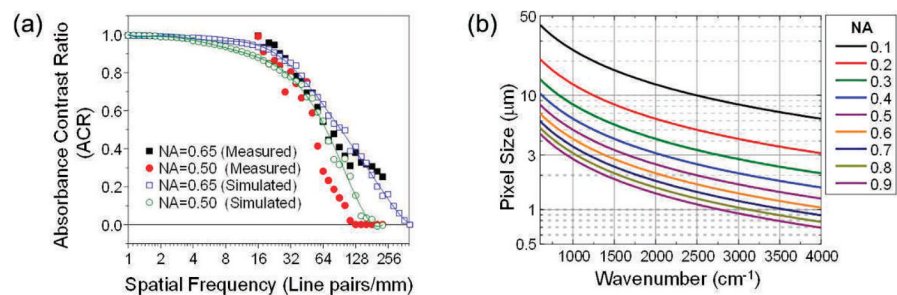 (a)
Absorbance Contrast Ratio
(ACR)
1.0
0.8
0.6
0.4
0.2
0.0
NA=0.65 (Measured)
NA=0.50 (Measured)
NA=0.65 (Simulated)
NA=0.50 (Simulated)
1 2 4 8 16 32 64 128 256
Spatial Frequency (Line pairs/mm)
(b)
Pixel Size (μm)
50
10
3
1
0.5
1000 1500 2000 2500 3000 3500 4000
Wavenumber (cm⁻¹)
NA
0.1
0.2
0.3
0.4
0.5
0.6
0.7
0.8
0.9